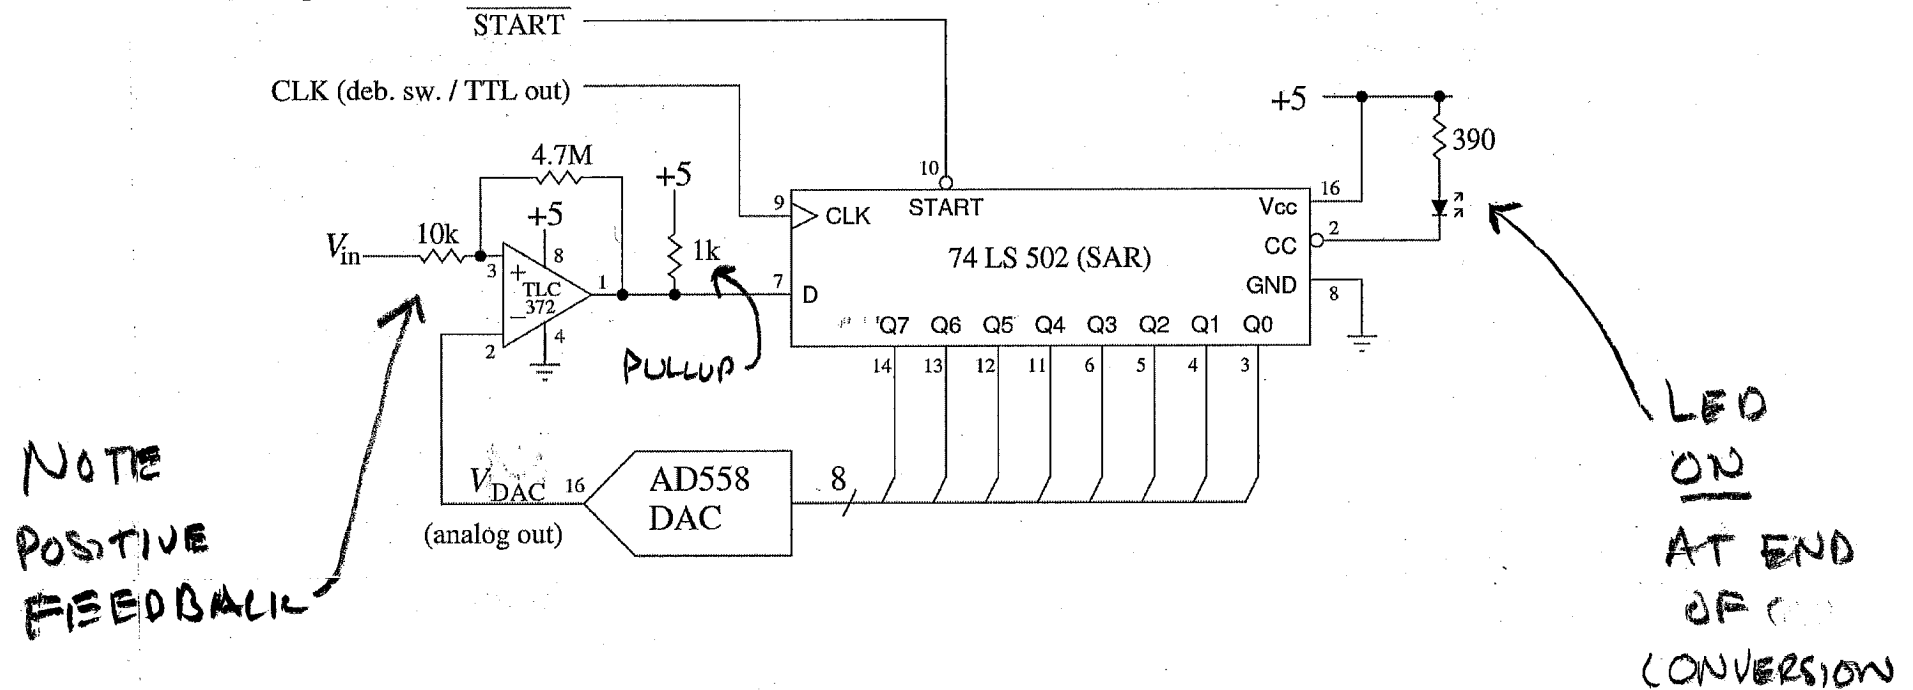 START
CLK (deb. sw. / TTL out)
+5
390
4.7M
+5
10
+5
9
CLK
START
Vcc
16
10k
Vin
3
+
8
1k
CC
2
TLC
372
1
74 LS 502 (SAR)
7
D
GND
8
−
4
2
Q7 Q6 Q5 Q4 Q3 Q2 Q1 Q0
14 13 12 11 6 5 4 3
PULLUP
NOTE
POSITIVE
FEEDBACK
VDAC
16
(analog out)
AD558
DAC
8
LED
ON
AT END
OF
CONVERSION